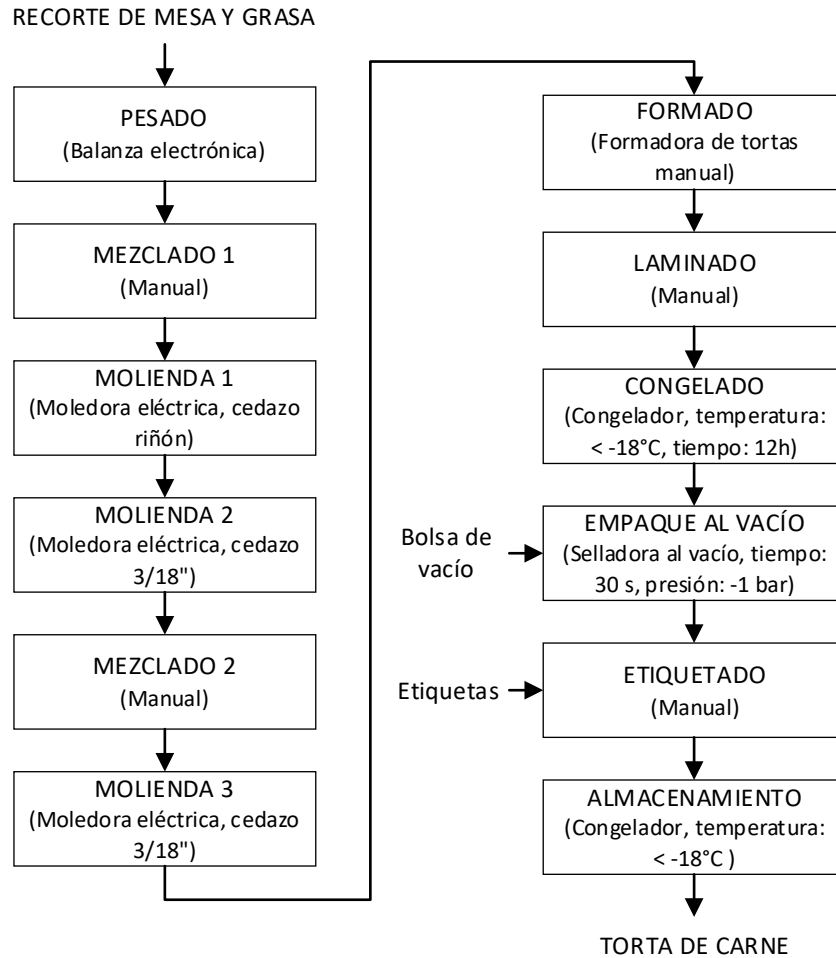 RECORTE DE MESA Y GRASA
PESADO
(Balanza electrónica)
MEZCLADO 1
(Manual)
MOLIENDA 1
(Moledora eléctrica, cedazo
riñón)
MOLIENDA 2
(Moledora eléctrica, cedazo
3/18")
MEZCLADO 2
(Manual)
MOLIENDA 3
(Moledora eléctrica, cedazo
3/18")
FORMADO
(Formadora de tortas
manual)
LAMINADO
(Manual)
CONGELADO
(Congelador, temperatura:
< -18°C, tiempo: 12h)
Bolsa de
vacío
EMPAQUE AL VACÍO
(Selladora al vacío, tiempo:
30 s, presión: -1 bar)
Etiquetas
ETIQUETADO
(Manual)
ALMACENAMIENTO
(Congelador, temperatura:
< -18°C )
TORTA DE CARNE